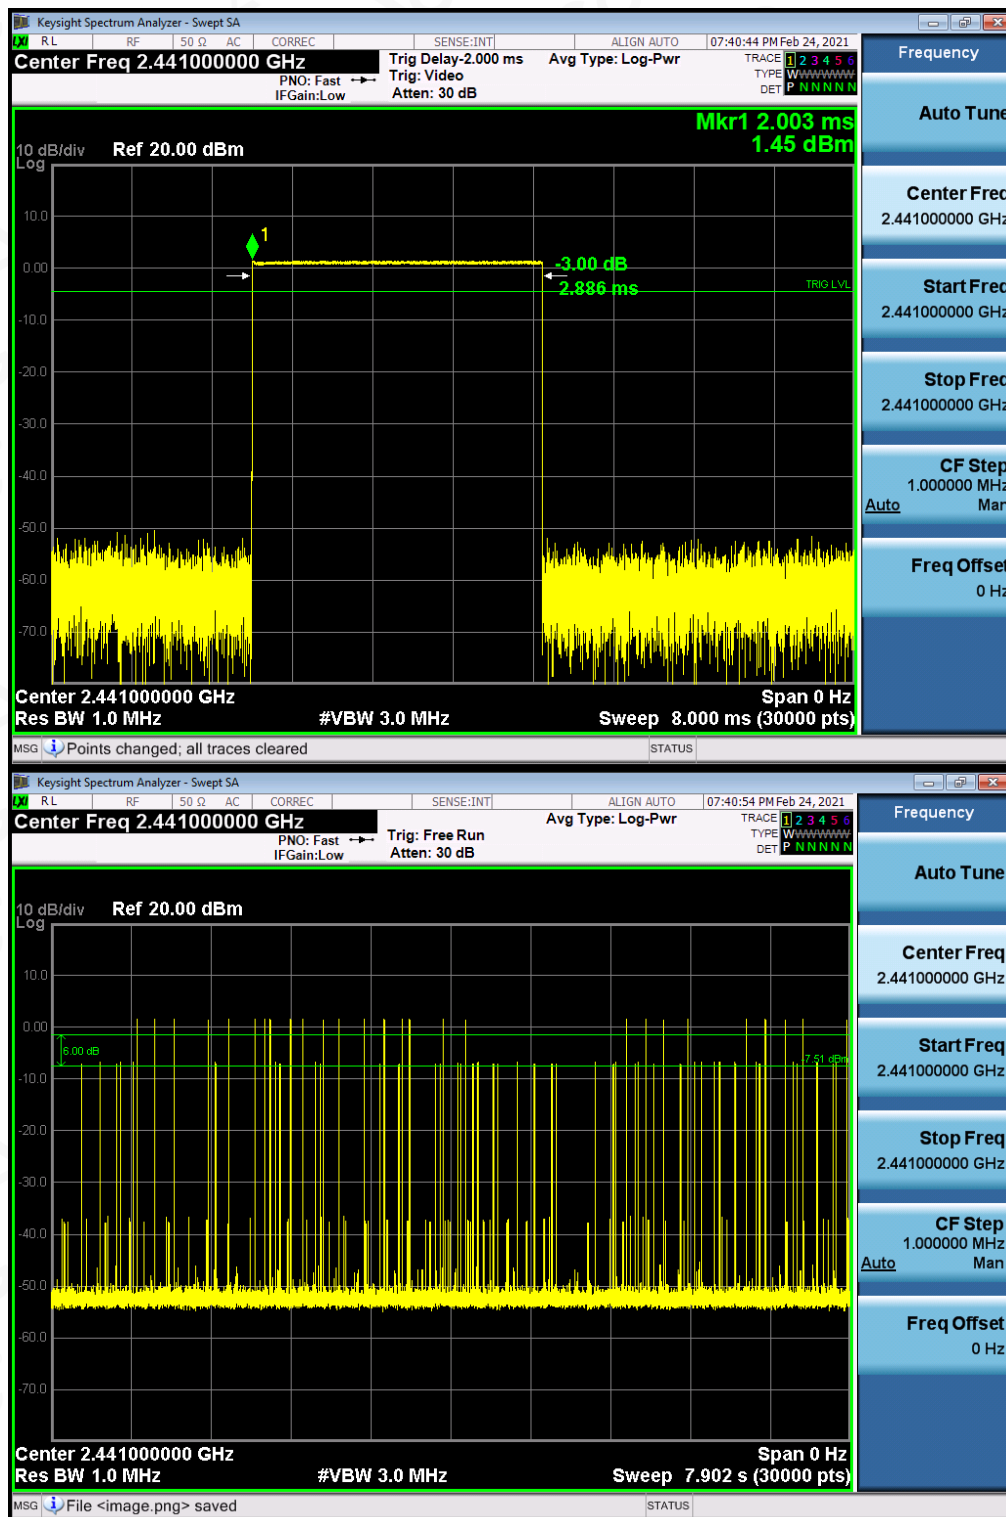 Keysight Spectrum Analyzer - Swept SA
LXI RL RF 50 Ω AC CORREC SENSE:INT ALIGN AUTO 07:40:44 PM Feb 24, 2021
Center Freq 2.441000000 GHz
PNO: Fast
IFGain:Low
Trig Delay-2.000 ms
Trig: Video
Atten: 30 dB
Avg Type: Log-Pwr
TRACE 1 2 3 4 5 6
TYPE WWWWWWW
DET P N N N N N
Mkr1 2.003 ms
1.45 dBm
10 dB/div Ref 20.00 dBm
Log
10.0
1
0.00
-3.00 dB
2.886 ms
TRIG LVL
-10.0
-20.0
-30.0
-40.0
-50.0
-60.0
-70.0
Center 2.441000000 GHz Span 0 Hz
Res BW 1.0 MHz #VBW 3.0 MHz Sweep 8.000 ms (30000 pts)
MSG Points changed; all traces cleared STATUS
Frequency
Auto Tune
Center Freq
2.441000000 GHz
Start Freq
2.441000000 GHz
Stop Freq
2.441000000 GHz
CF Step
1.000000 MHz
Auto Man
Freq Offset
0 Hz
Keysight Spectrum Analyzer - Swept SA
LXI RL RF 50 Ω AC CORREC SENSE:INT ALIGN AUTO 07:40:54 PM Feb 24, 2021
Center Freq 2.441000000 GHz
PNO: Fast
IFGain:Low
Trig: Free Run
Atten: 30 dB
Avg Type: Log-Pwr
TRACE 1 2 3 4 5 6
TYPE WWWWWWW
DET P N N N N N
10 dB/div Ref 20.00 dBm
Log
10.0
0.00
6.00 dB
-7.51 dBm
-10.0
-20.0
-30.0
-40.0
-50.0
-60.0
-70.0
Center 2.441000000 GHz Span 0 Hz
Res BW 1.0 MHz #VBW 3.0 MHz Sweep 7.902 s (30000 pts)
MSG File <image.png> saved STATUS
Frequency
Auto Tune
Center Freq
2.441000000 GHz
Start Freq
2.441000000 GHz
Stop Freq
2.441000000 GHz
CF Step
1.000000 MHz
Auto Man
Freq Offset
0 Hz